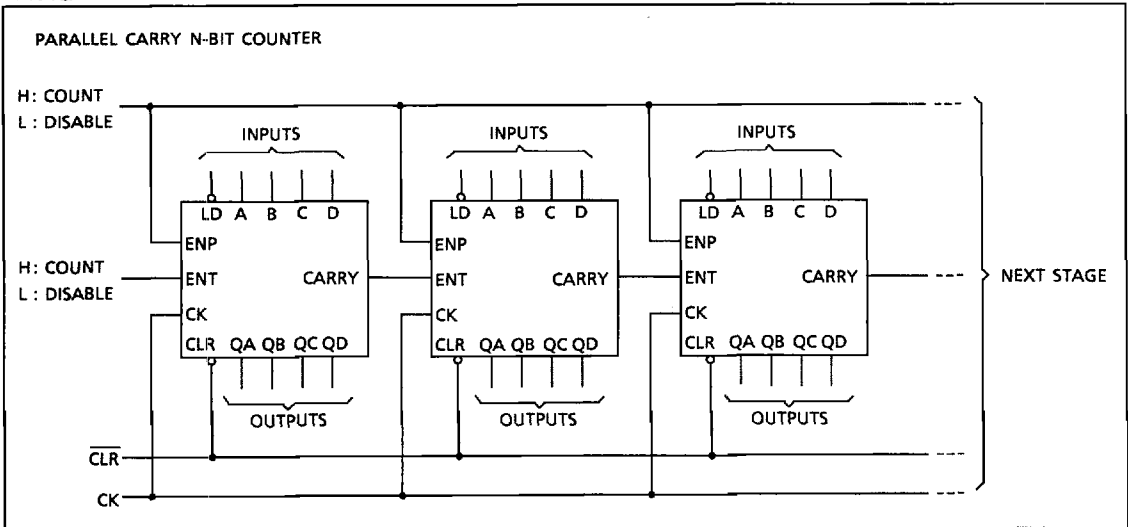 PARALLEL CARRY N-BIT COUNTER
H: COUNT
L : DISABLE
INPUTS INPUTS INPUTS
LD A B C D LD A B C D LD A B C D
ENP ENP ENP
H: COUNT
L : DISABLE
ENT CARRY ENT CARRY ENT CARRY NEXT STAGE
CK CK CK
CLR QA QB QC QD CLR QA QB QC QD CLR QA QB QC QD
OUTPUTS OUTPUTS OUTPUTS
CLR
CK